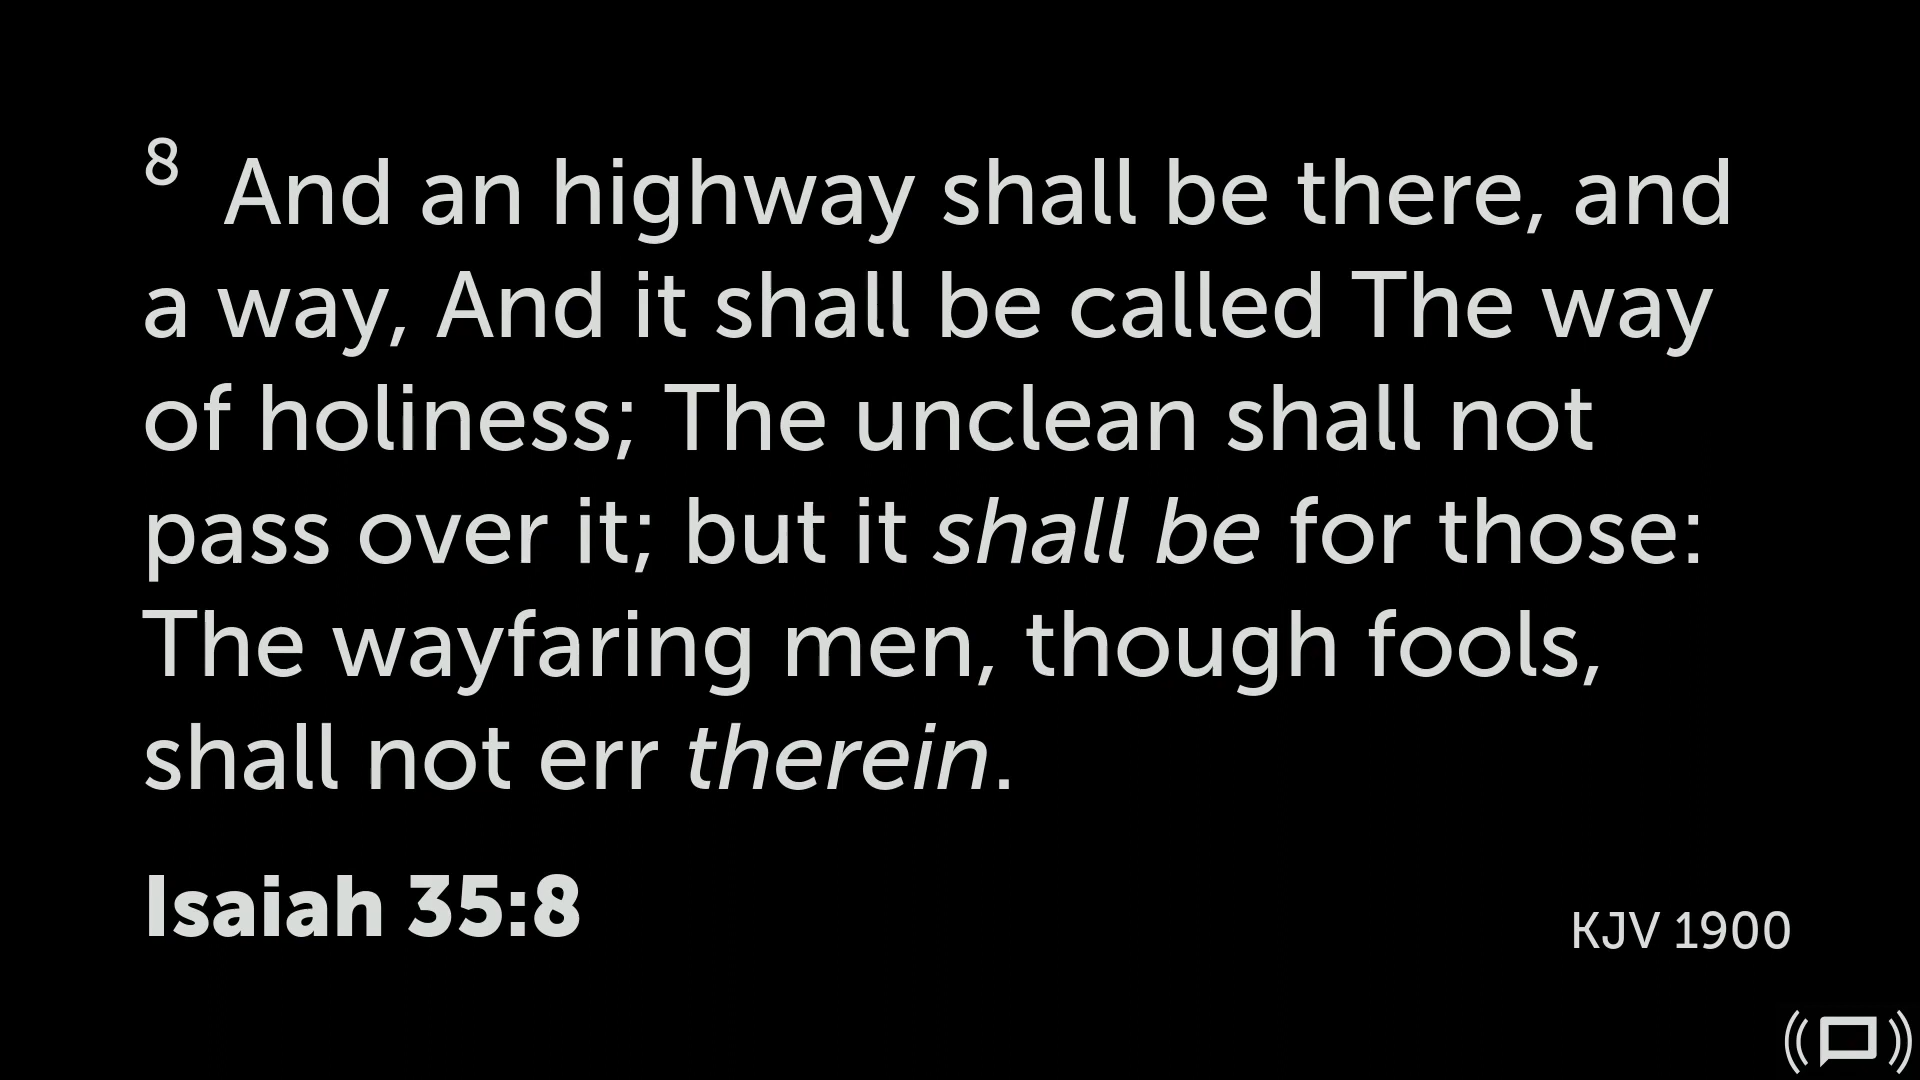 8 And an highway shall be there, and
a way, And it shall be called The way
of holiness; The unclean shall not
pass over it; but it shall be for those:
The wayfaring men, though fools,
shall not err therein.
Isaiah 35:8
KJV 1900